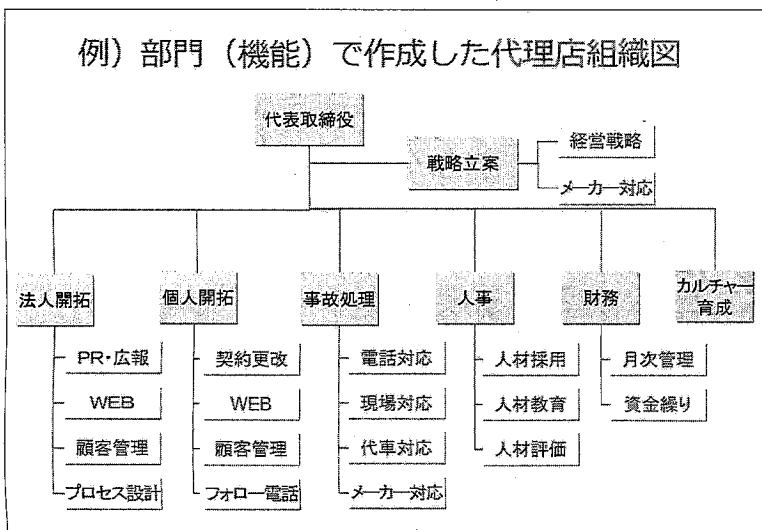 例）部門（機能）で作成した代理店組織図
代表取締役
戦略立案
経営戦略
メーカー対応
法人開拓
個人開拓
事故処理
人事
財務
カルチャー
育成
PR・広報
WEB
顧客管理
プロセス設計
契約更改
WEB
顧客管理
フォロー電話
電話対応
現場対応
代車対応
メーカー対応
人材採用
人材教育
人材評価
月次管理
資金繰り